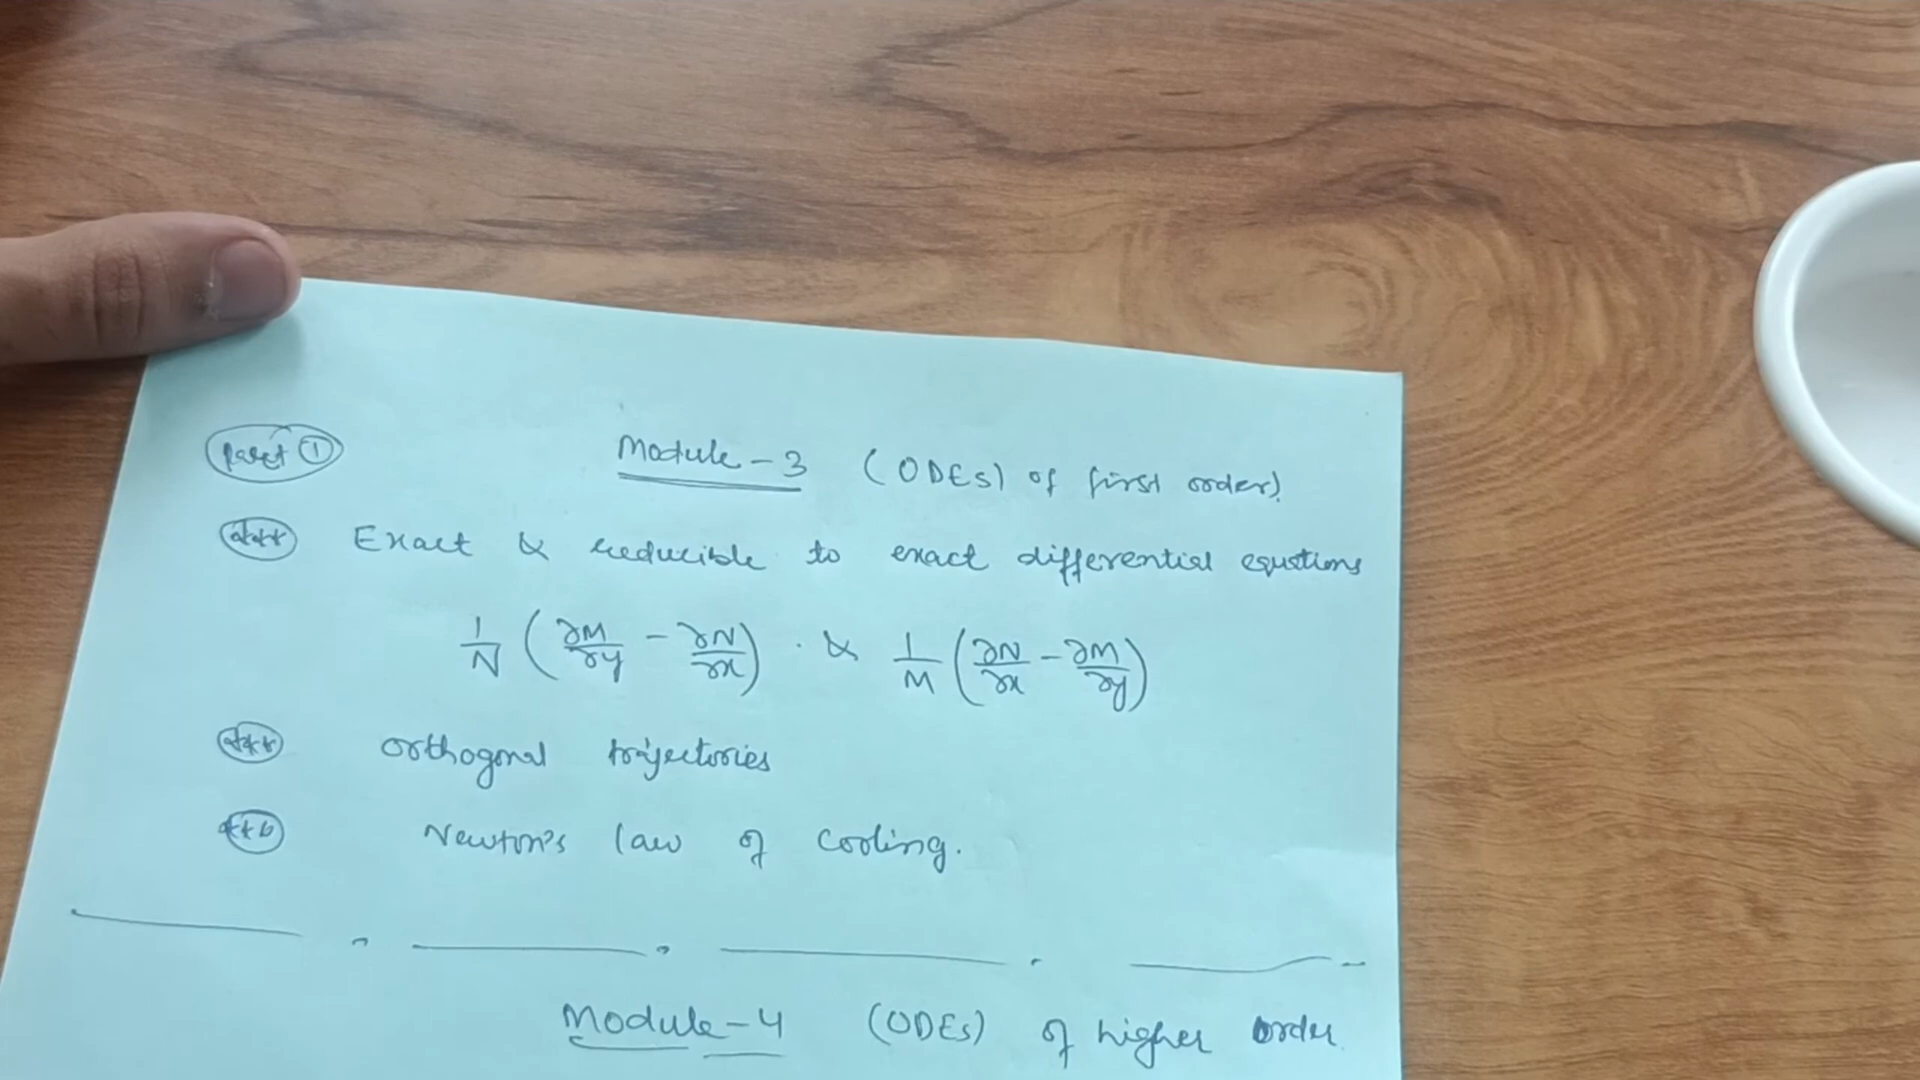 Part ① Module-3 (ODEs) of first order).
*** Exact & reducible to exact differential equations
1/N (∂M/∂y - ∂N/∂x) . & 1/M (∂N/∂x - ∂M/∂y)
*** orthogonal trajectories
*** Newton's law of cooling.
Module-4 (ODEs) of higher order